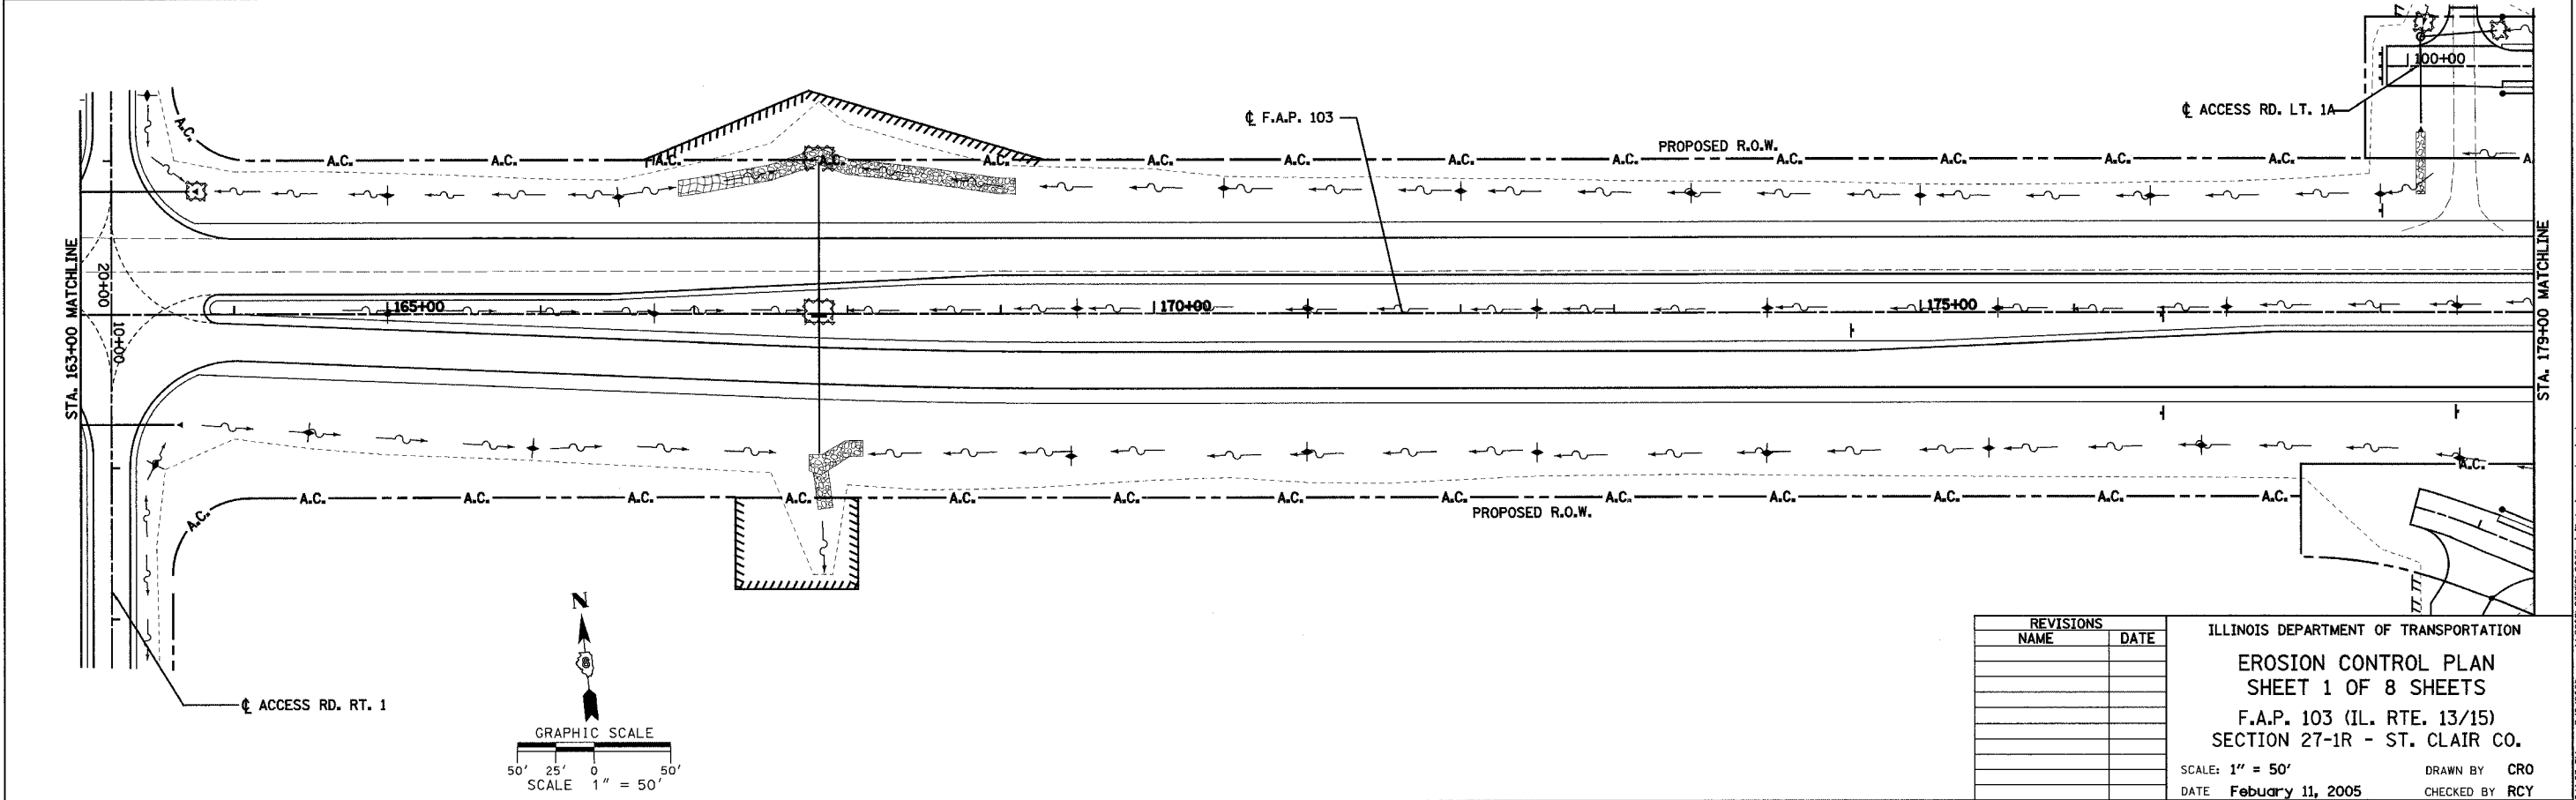 100+00
℄ ACCESS RD. LT. 1A
℄ F.A.P. 103
PROPOSED R.O.W.
A.C.
A.C. A.C. A.C. A.C. A.C. A.C. A.C. A.C. A.C. A.C. A.C. A.C. A.C. A
STA. 163+00 MATCHLINE
20+00
10+00
165+00 170+00 175+00
STA. 179+00 MATCHLINE
A.C.
A.C. A.C. A.C. A.C. A.C. A.C. A.C. A.C. A.C. A.C. A.C. A.C. A.C.
A.C.
PROPOSED R.O.W.
℄ ACCESS RD. RT. 1
N
GRAPHIC SCALE
50' 25' 0 50'
SCALE 1" = 50'
REVISIONS
NAME DATE
ILLINOIS DEPARTMENT OF TRANSPORTATION
EROSION CONTROL PLAN
SHEET 1 OF 8 SHEETS
F.A.P. 103 (IL. RTE. 13/15)
SECTION 27-1R - ST. CLAIR CO.
SCALE: 1" = 50' DRAWN BY CRO
DATE Febuary 11, 2005 CHECKED BY RCY